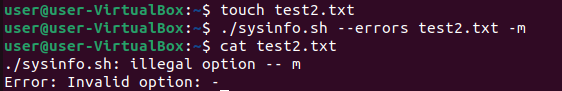 user@user-VirtualBox:~$ touch test2.txt
user@user-VirtualBox:~$ ./sysinfo.sh --errors test2.txt -m
user@user-VirtualBox:~$ cat test2.txt
./sysinfo.sh: illegal option -- m
Error: Invalid option: -